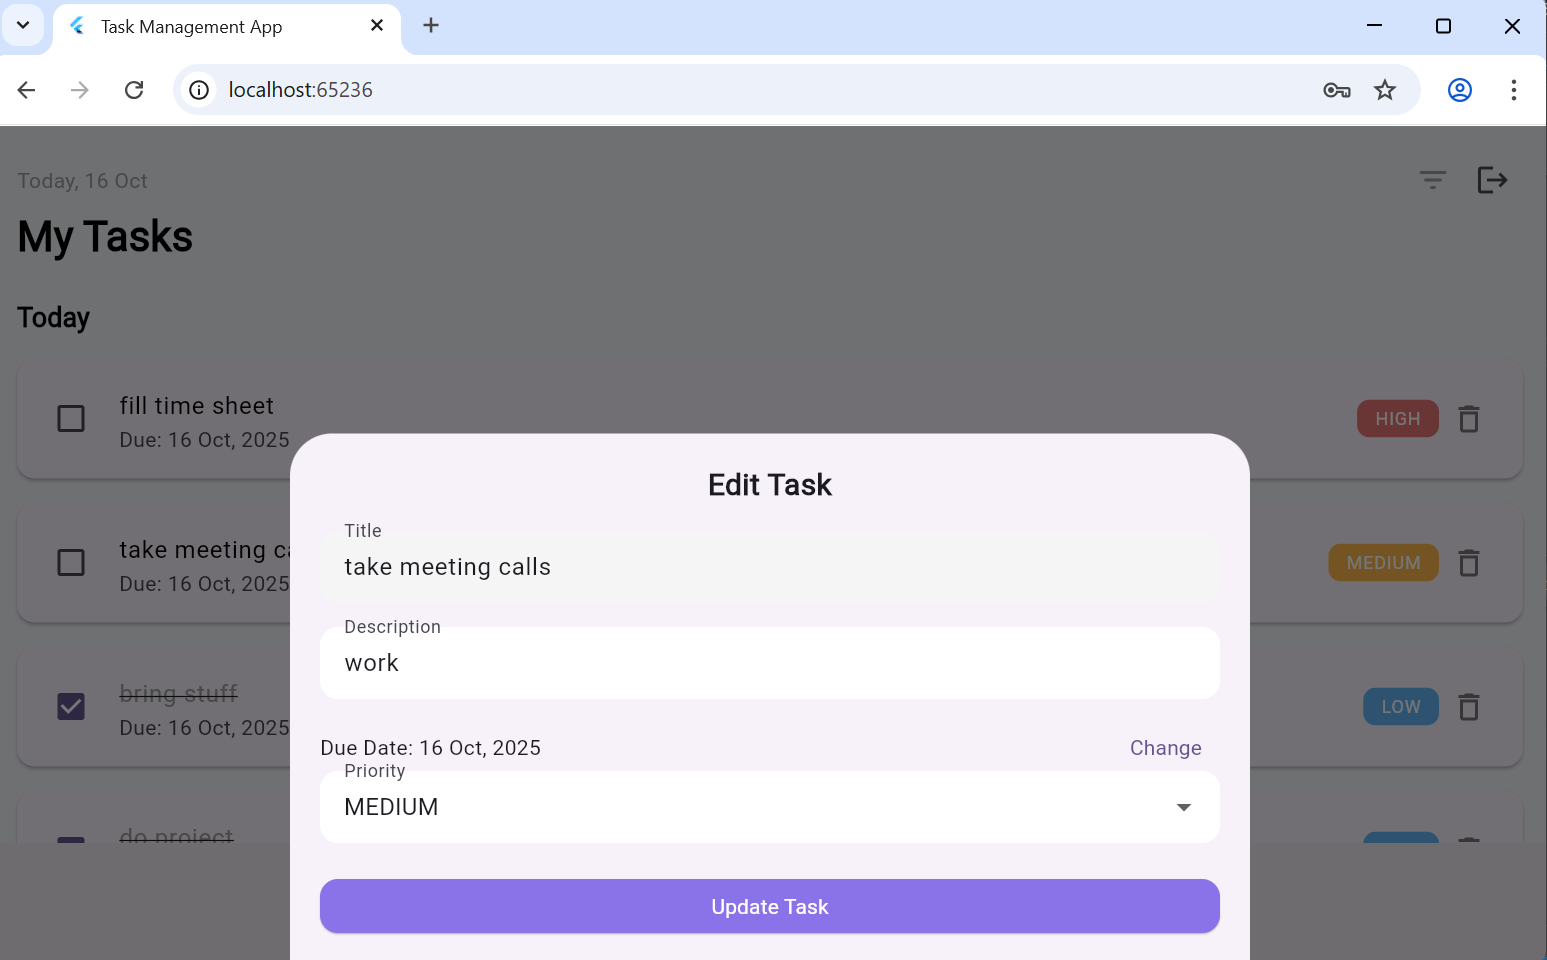 Task Management App
localhost:65236
Today, 16 Oct
My Tasks
Today
fill time sheet
Due: 16 Oct, 2025
HIGH
take meeting
Due: 16 Oct, 2025
MEDIUM
bring stuff
Due: 16 Oct, 2025
LOW
do project
Edit Task
Title
take meeting calls
Description
work
Due Date: 16 Oct, 2025
Change
Priority
MEDIUM
Update Task